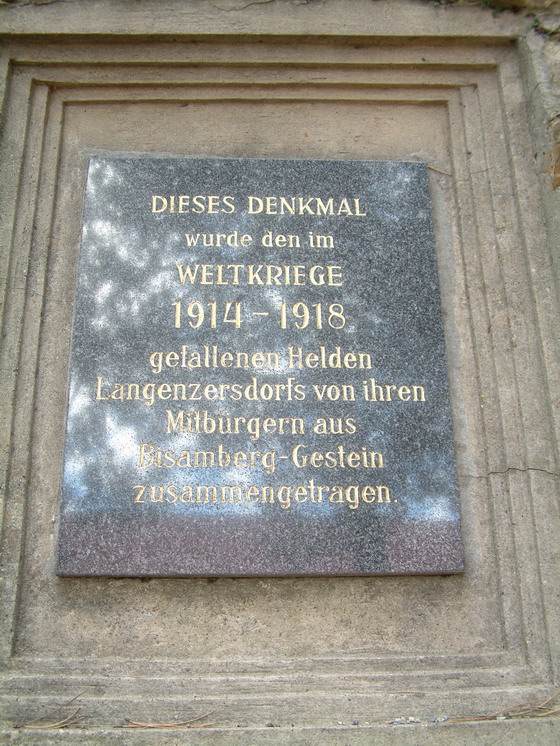 DIESES DENKMAL
wurde den im
WELTKRIEGE
1914 – 1918
gefallenen Helden
Langenzersdorfs von ihren
Mitbürgern aus
Bisamberg-Gestein
zusammengetragen.